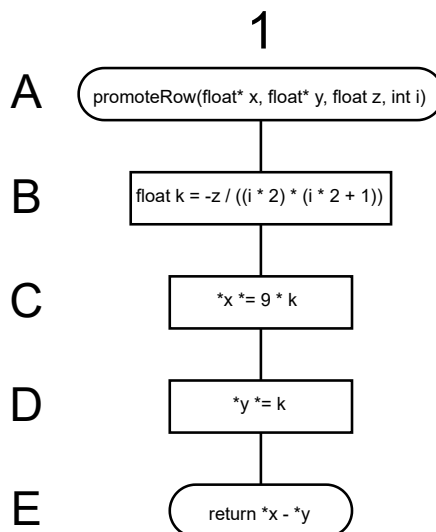 1
A
promoteRow(float* x, float* y, float z, int i)
B
float k = -z / ((i * 2) * (i * 2 + 1))
C
*x *= 9 * k
D
*y *= k
E
return *x - *y